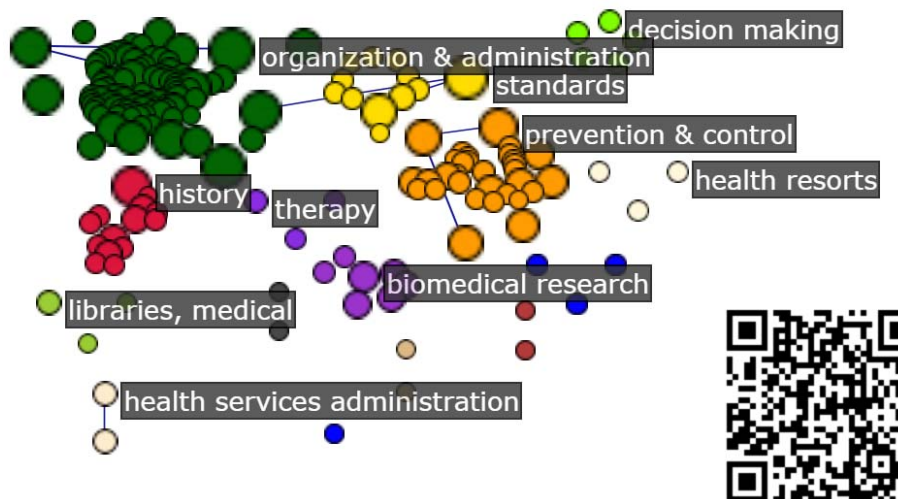 decision making
organization & administration
standards
prevention & control
health resorts
history
therapy
biomedical research
libraries, medical
health services administration